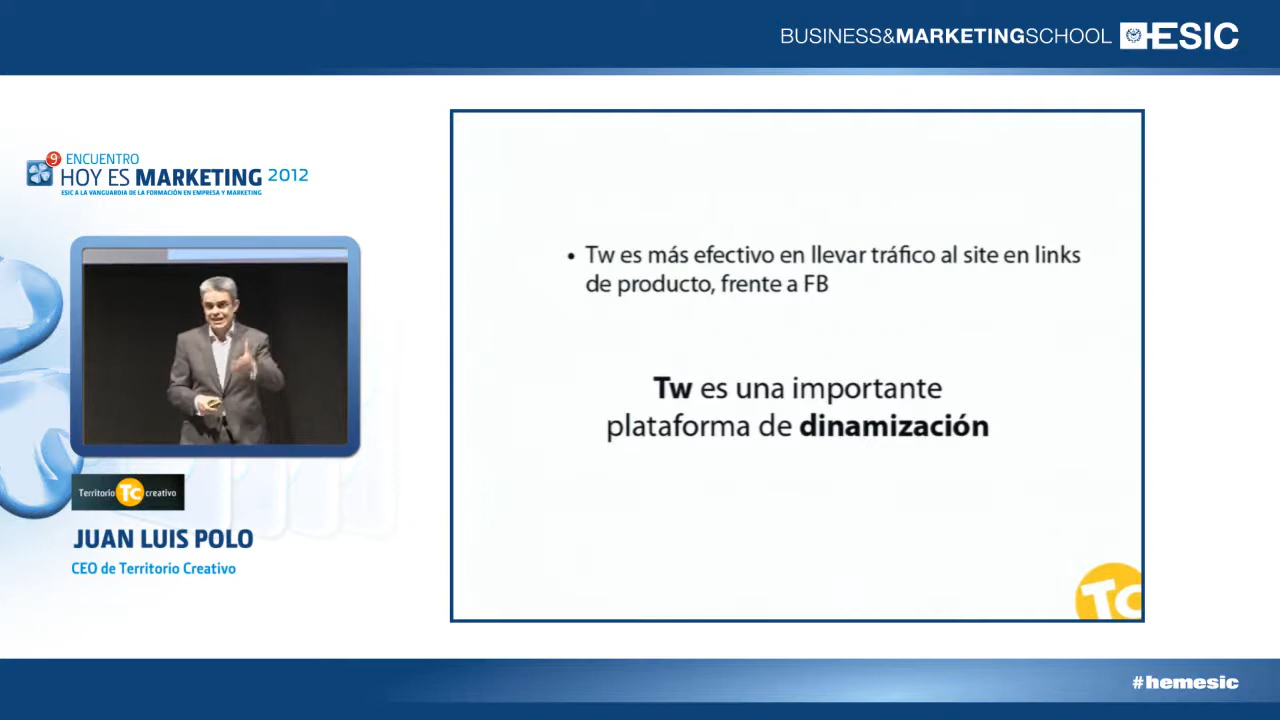 BUSINESS&MARKETINGSCHOOL ESIC
9 ENCUENTRO
HOY ES MARKETING 2012
ESIC A LA VANGUARDIA DE LA FORMACIÓN EN EMPRESA Y MARKETING
• Tw es más efectivo en llevar tráfico al site en links
de producto, frente a FB
Tw es una importante
plataforma de dinamización
Territorio Tc creativo
JUAN LUIS POLO
CEO de Territorio Creativo
Tc
#hemesic